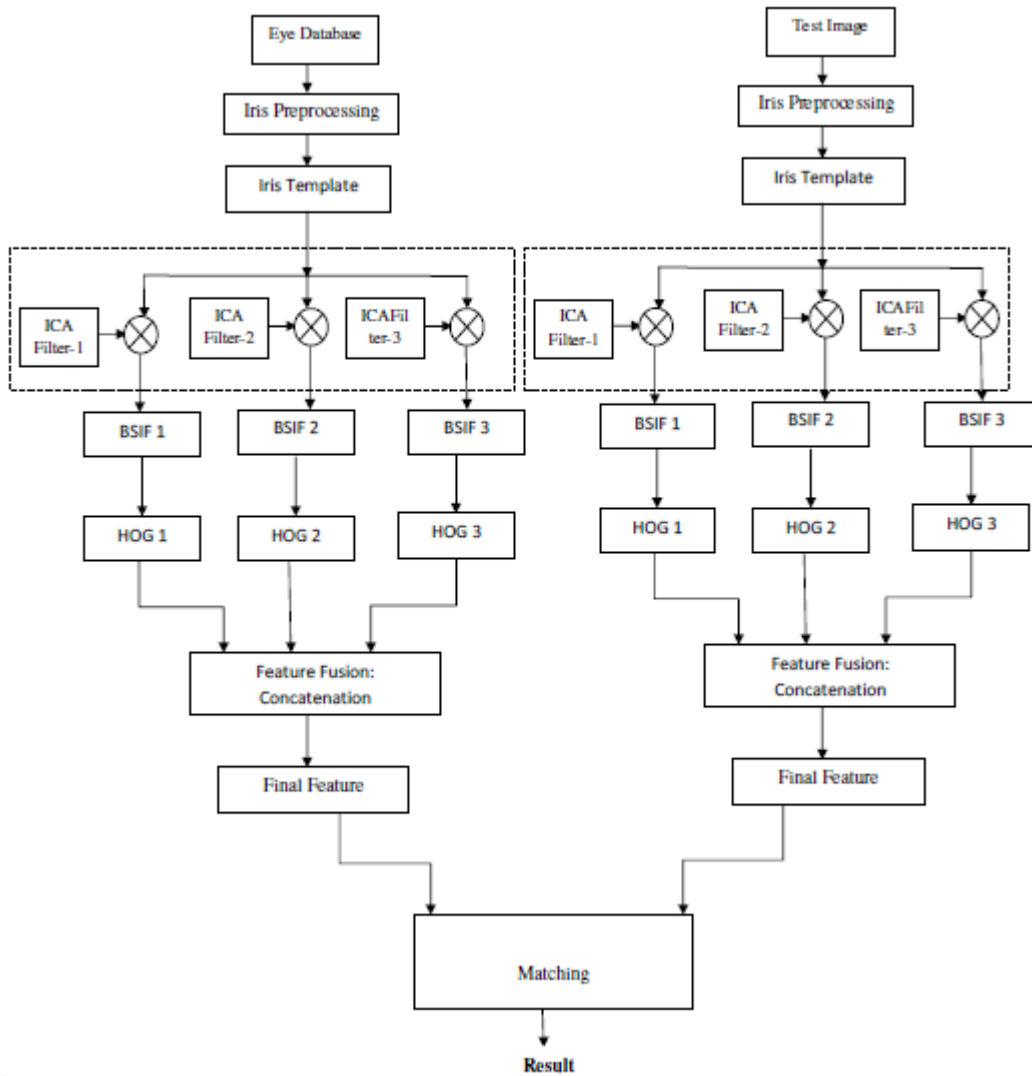 Eye Database
Test Image
Iris Preprocessing
Iris Preprocessing
Iris Template
Iris Template
ICA
Filter-1
ICA
Filter-2
ICAFil
ter-3
ICA
Filter-1
ICA
Filter-2
ICAFil
ter-3
BSIF 1
BSIF 2
BSIF 3
BSIF 1
BSIF 2
BSIF 3
HOG 1
HOG 2
HOG 3
HOG 1
HOG 2
HOG 3
Feature Fusion:
Concatenation
Feature Fusion:
Concatenation
Final Feature
Final Feature
Matching
Result